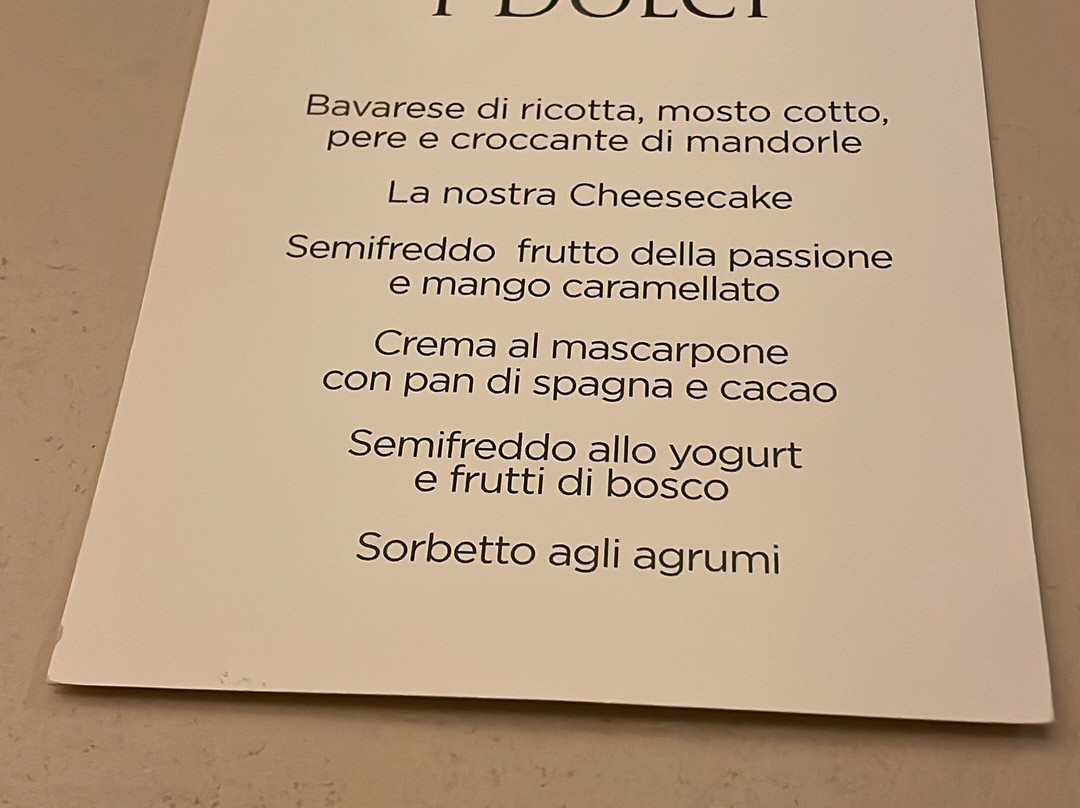 I DOLCI
Bavarese di ricotta, mosto cotto,
pere e croccante di mandorle
La nostra Cheesecake
Semifreddo  frutto della passione
e mango caramellato
Crema al mascarpone
con pan di spagna e cacao
Semifreddo allo yogurt
e frutti di bosco
Sorbetto agli agrumi